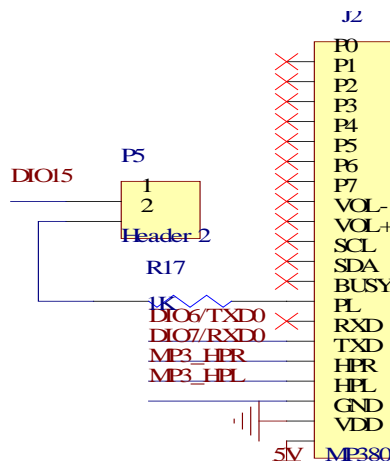 J2
P0
P1
P2
P3
P4
P5
P6
P7
VOL-
VOL+
SCL
SDA
BUSY
PL
RXD
TXD
HPR
HPL
GND
VDD
MP380
P5
DIO15
1
2
Header 2
R17
1K
DIO6/TXD0
DIO7/RXD0
MP3_HPR
MP3_HPL
5V